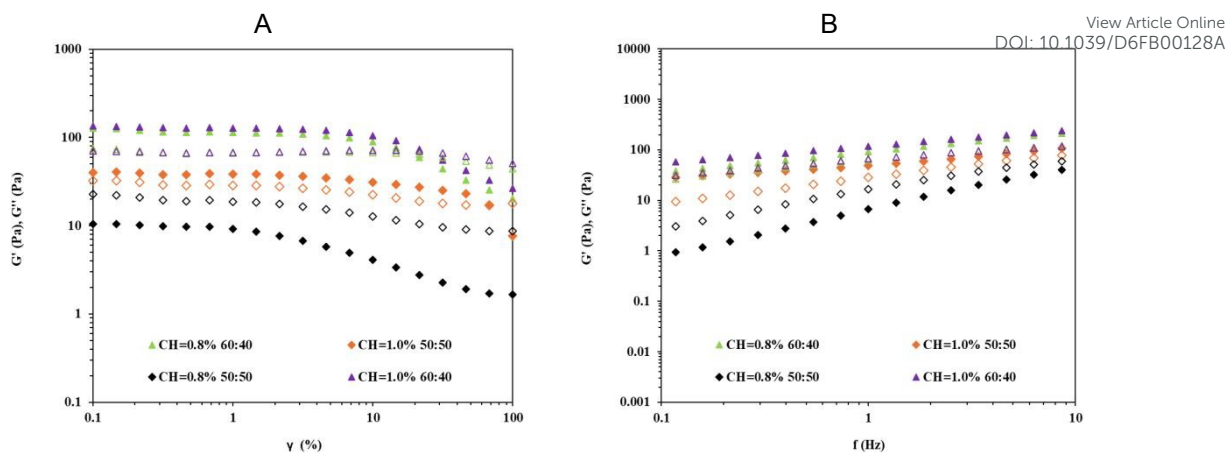 A
B
View Article Online
DOI: 10.1039/D6FB00128A
1000
100
10
1
0.1
G' (Pa), G'' (Pa)
CH=0.8% 60:40
CH=1.0% 50:50
CH=0.8% 50:50
CH=1.0% 60:40
0.1
1
10
100
γ (%)
10000
1000
100
10
1
0.1
0.01
0.001
G' (Pa), G'' (Pa)
CH=0.8% 60:40
CH=1.0% 50:50
CH=0.8% 50:50
CH=1.0% 60:40
0.1
1
10
f (Hz)